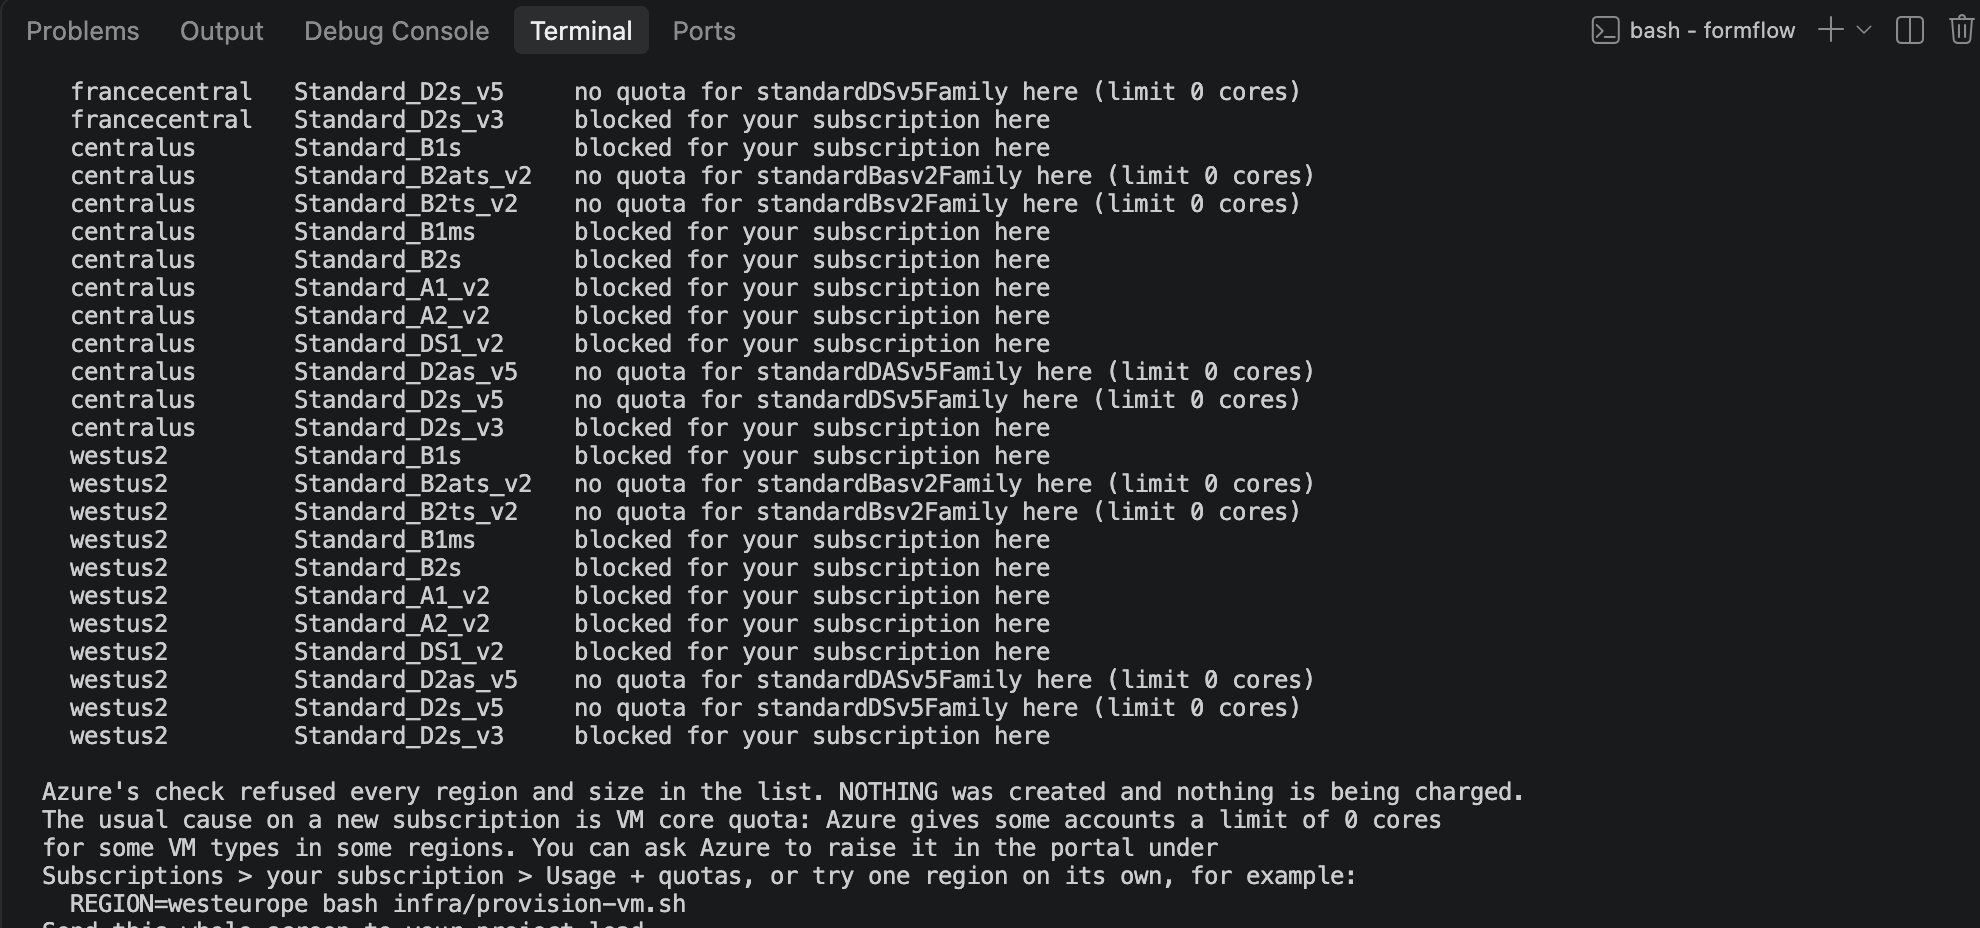 Problems Output Debug Console Terminal Ports bash - formflow
francecentral Standard_D2s_v5 no quota for standardDSv5Family here (limit 0 cores)
francecentral Standard_D2s_v3 blocked for your subscription here
centralus Standard_B1s blocked for your subscription here
centralus Standard_B2ats_v2 no quota for standardBasv2Family here (limit 0 cores)
centralus Standard_B2ts_v2 no quota for standardBsv2Family here (limit 0 cores)
centralus Standard_B1ms blocked for your subscription here
centralus Standard_B2s blocked for your subscription here
centralus Standard_A1_v2 blocked for your subscription here
centralus Standard_A2_v2 blocked for your subscription here
centralus Standard_DS1_v2 blocked for your subscription here
centralus Standard_D2as_v5 no quota for standardDASv5Family here (limit 0 cores)
centralus Standard_D2s_v5 no quota for standardDSv5Family here (limit 0 cores)
centralus Standard_D2s_v3 blocked for your subscription here
westus2 Standard_B1s blocked for your subscription here
westus2 Standard_B2ats_v2 no quota for standardBasv2Family here (limit 0 cores)
westus2 Standard_B2ts_v2 no quota for standardBsv2Family here (limit 0 cores)
westus2 Standard_B1ms blocked for your subscription here
westus2 Standard_B2s blocked for your subscription here
westus2 Standard_A1_v2 blocked for your subscription here
westus2 Standard_A2_v2 blocked for your subscription here
westus2 Standard_DS1_v2 blocked for your subscription here
westus2 Standard_D2as_v5 no quota for standardDASv5Family here (limit 0 cores)
westus2 Standard_D2s_v5 no quota for standardDSv5Family here (limit 0 cores)
westus2 Standard_D2s_v3 blocked for your subscription here
Azure's check refused every region and size in the list. NOTHING was created and nothing is being charged.
The usual cause on a new subscription is VM core quota: Azure gives some accounts a limit of 0 cores
for some VM types in some regions. You can ask Azure to raise it in the portal under
Subscriptions > your subscription > Usage + quotas, or try one region on its own, for example:
REGION=westeurope bash infra/provision-vm.sh
Send this whole screen to your project lead